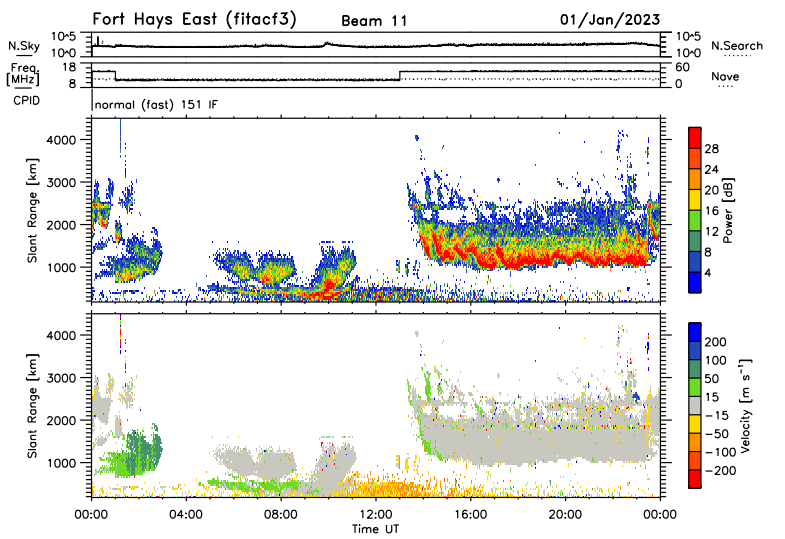 Fort Hays East (fitacf3) Beam 11 01/Jan/2023
N.Sky 10^5 10^0 10^5 10^0 N.Search
Freq. [MHz] 18 8 60 0 Nave
CPID normal (fast) 151 IF
Slant Range [km]
4000
3000
2000
1000
28
24
20
16
12
8
4
Power [dB]
Slant Range [km]
4000
3000
2000
1000
200
100
50
15
-15
-50
-100
-200
Velocity [m s⁻¹]
00:00 04:00 08:00 12:00 16:00 20:00 00:00
Time UT